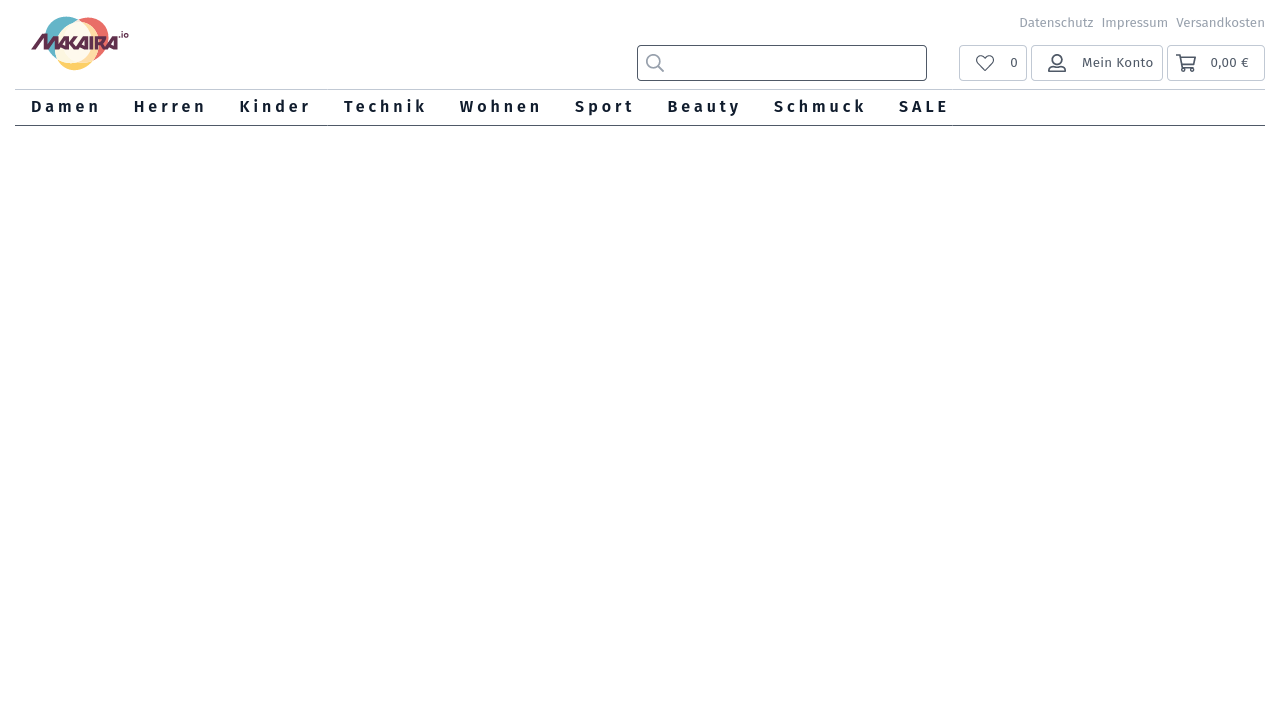 Datenschutz Impressum Versandkosten
MAKAIRA.io
0 Mein Konto 0,00 €
Damen Herren Kinder Technik Wohnen Sport Beauty Schmuck SALE